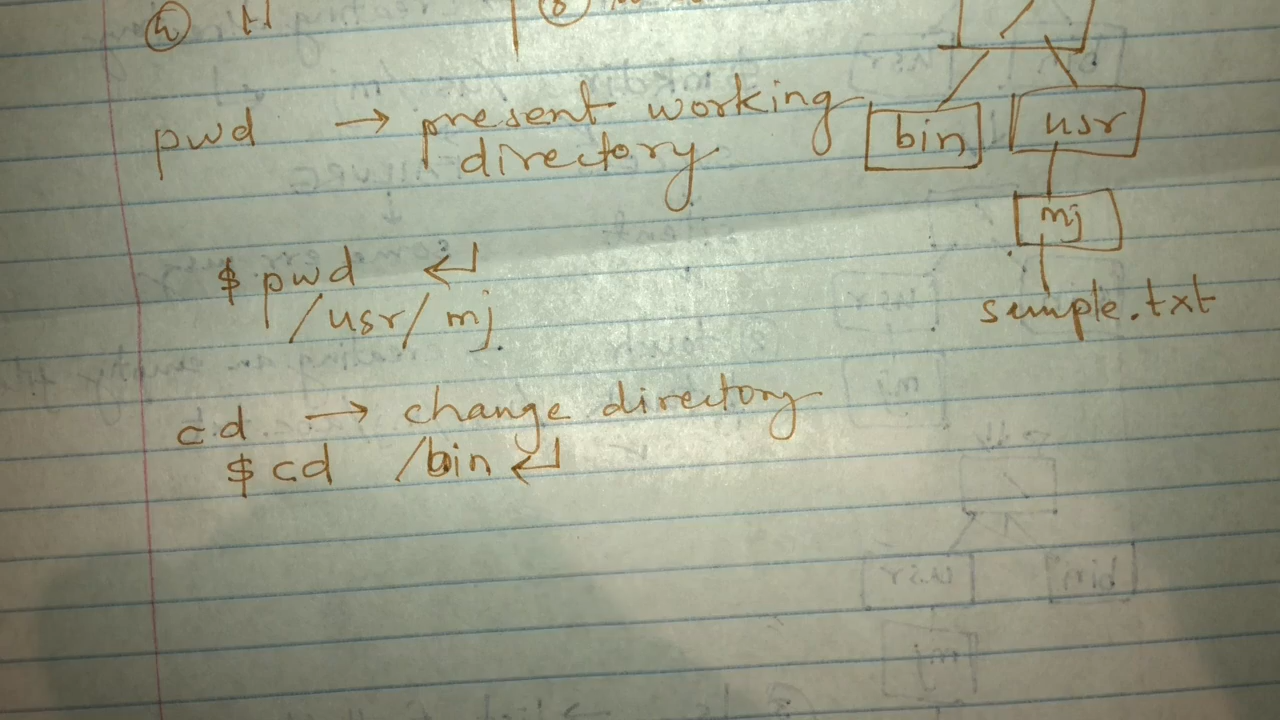 pwd → present working
directory
$ pwd ↵
/usr/mj
cd → change directory
$ cd /bin ↵
/
bin usr
mj
sample.txt